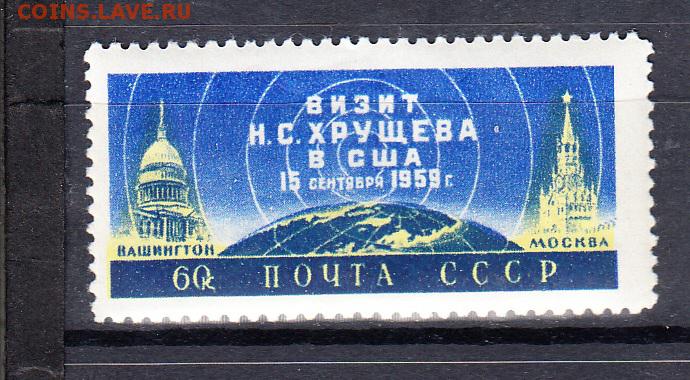 COINS.LAVE.RU
ВИЗИТ
Н.С.ХРУЩЕВА
В США
15 СЕНТЯБРЯ 1959 Г.
ВАШИНГТОН
МОСКВА
60к ПОЧТА СССР